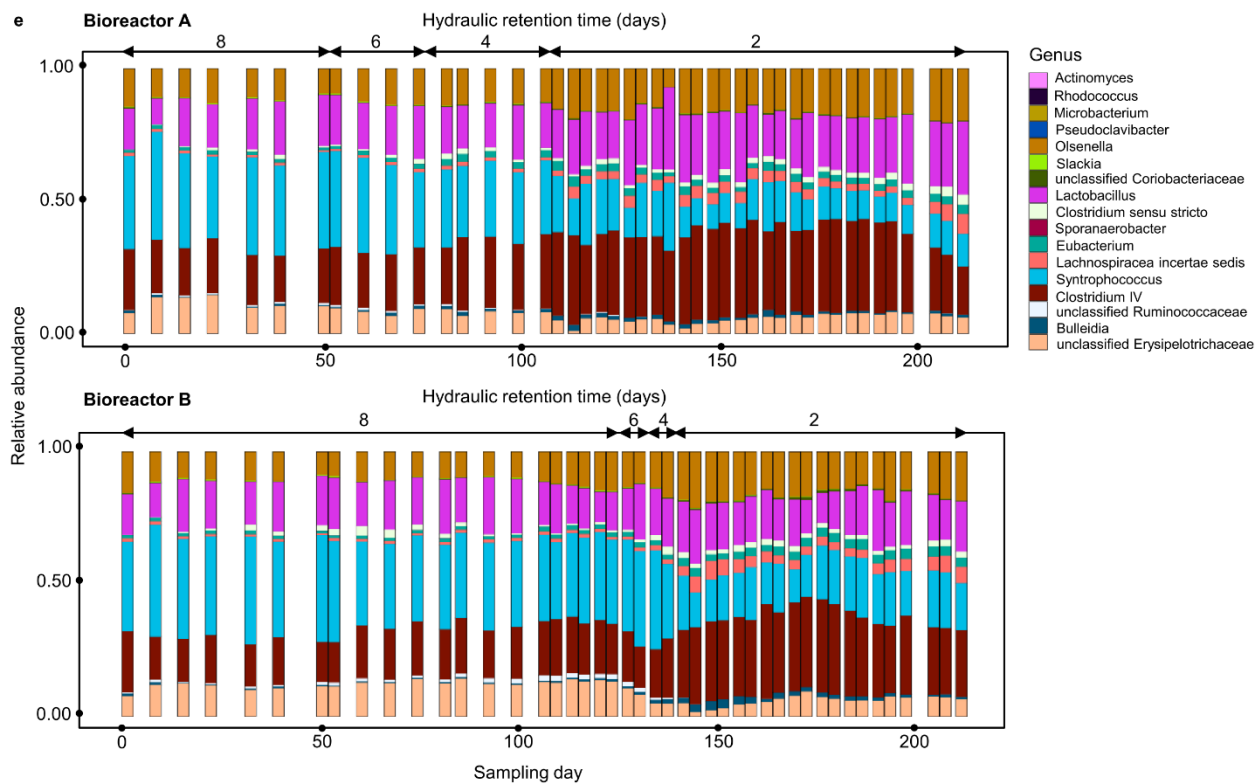 e
Bioreactor A
Hydraulic retention time (days)
8 6 4 2
1.00
0.50
0.00
0 50 100 150 200
Genus
Actinomyces
Rhodococcus
Microbacterium
Pseudoclavibacter
Olsenella
Slackia
unclassified Coriobacteriaceae
Lactobacillus
Clostridium sensu stricto
Sporanaerobacter
Eubacterium
Lachnospiracea incertae sedis
Syntrophococcus
Clostridium IV
unclassified Ruminococcaceae
Bulleidia
unclassified Erysipelotrichaceae
Relative abundance
Bioreactor B
Hydraulic retention time (days)
8 6 4 2
1.00
0.50
0.00
0 50 100 150 200
Sampling day